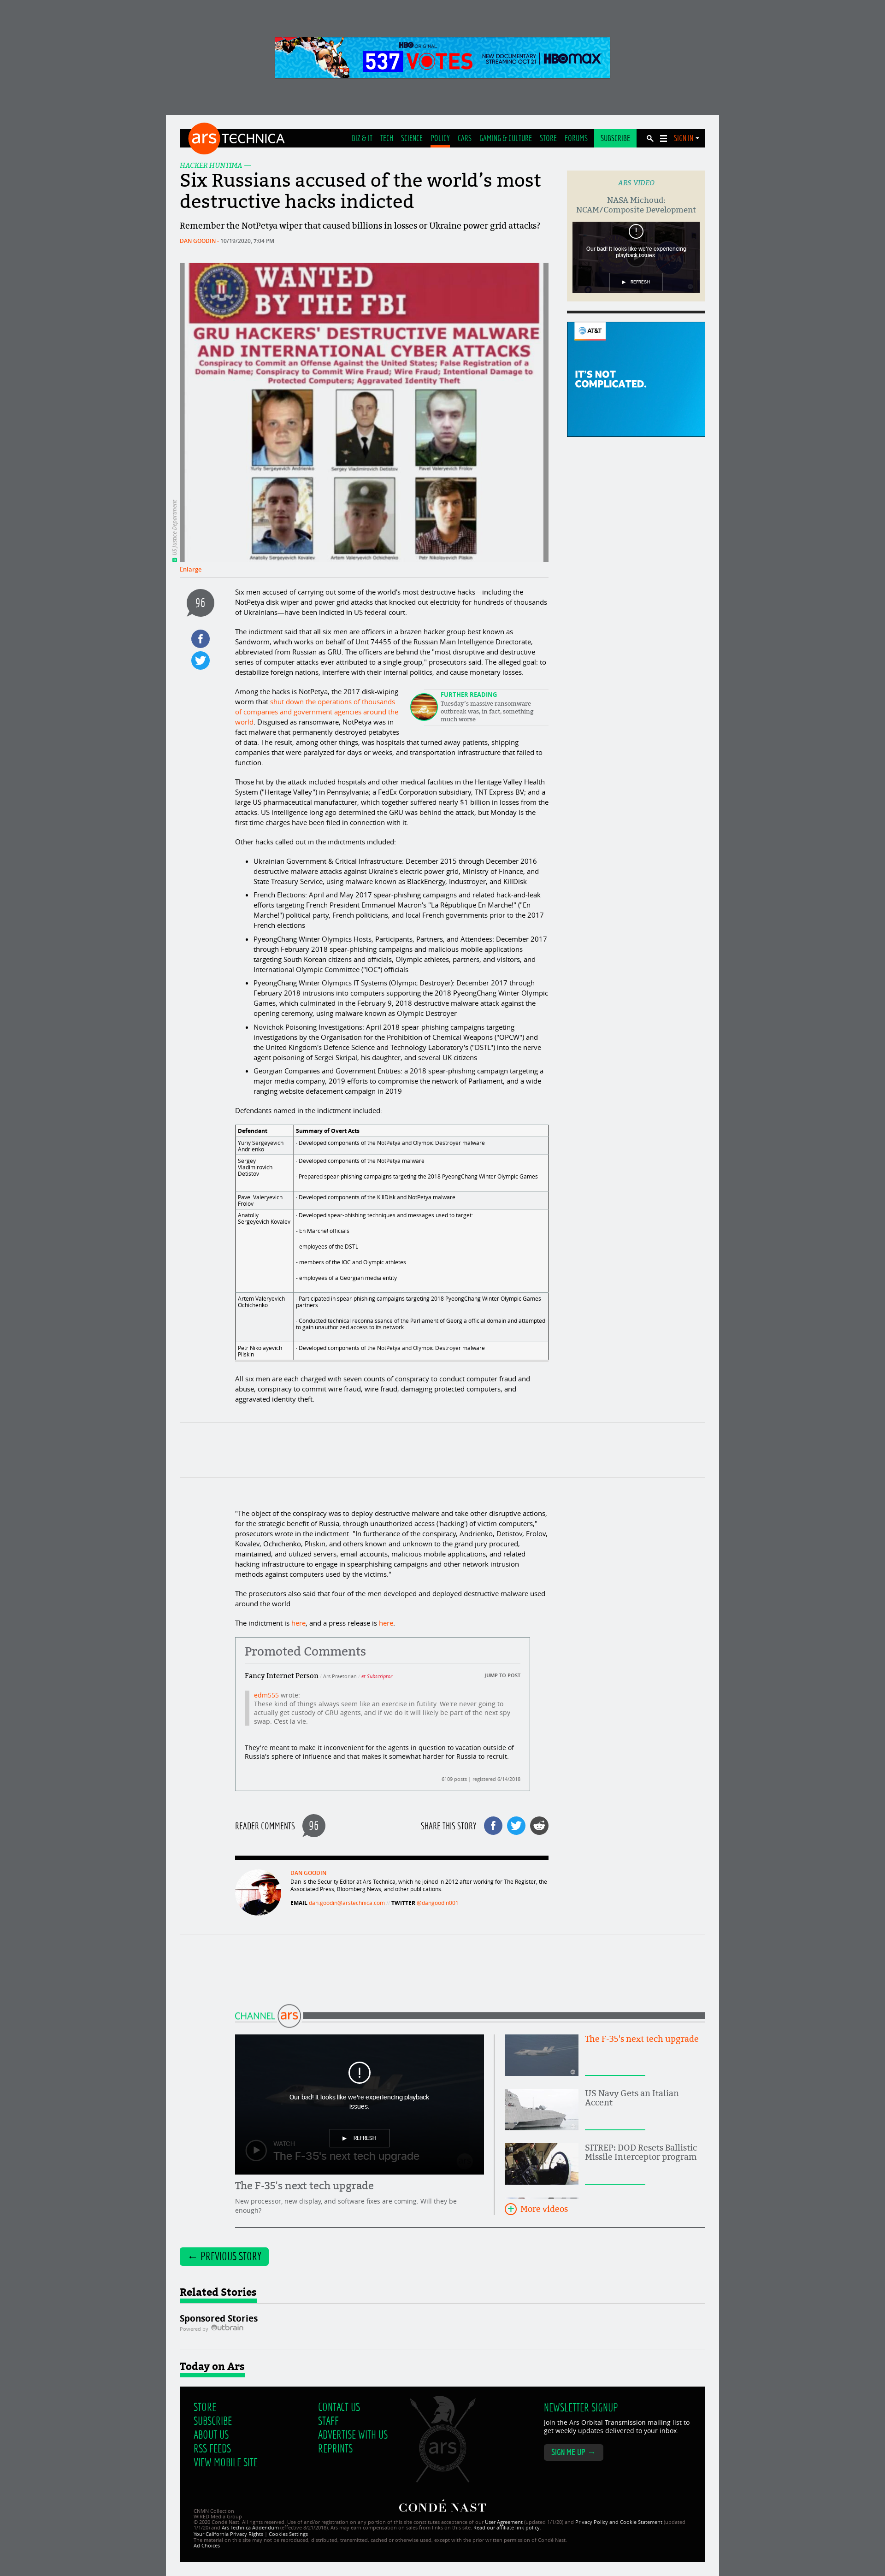 HBO ORIGINAL
537 VOTES
NEW DOCUMENTARY
STREAMING OCT 21
HBOMAX
ars TECHNICA
BIZ & IT TECH SCIENCE POLICY CARS GAMING & CULTURE STORE FORUMS SUBSCRIBE SIGN IN
HACKER HUNTIMA —
Six Russians accused of the world’s most
destructive hacks indicted
Remember the NotPetya wiper that caused billions in losses or Ukraine power grid attacks?
DAN GOODIN - 10/19/2020, 7:04 PM
WANTED
BY THE FBI
GRU HACKERS' DESTRUCTIVE MALWARE
AND INTERNATIONAL CYBER ATTACKS
Conspiracy to Commit an Offense Against the United States; False Registration of a
Domain Name; Conspiracy to Commit Wire Fraud; Wire Fraud; Intentional Damage to
Protected Computers; Aggravated Identity Theft
Yuriy Sergeyevich Andrienko Sergey Vladimirovich Detistov Pavel Valeryevich Frolov
Anatoliy Sergeyevich Kovalev Artem Valeryevich Ochichenko Petr Nikolayevich Pliskin
US Justice Department
Enlarge
ARS VIDEO
NASA Michoud:
NCAM/Composite Development
Our bad! It looks like we're experiencing
playback issues.
REFRESH
AT&T
IT'S NOT
COMPLICATED.
96
Six men accused of carrying out some of the world's most destructive hacks—including the
NotPetya disk wiper and power grid attacks that knocked out electricity for hundreds of thousands
of Ukrainians—have been indicted in US federal court.
The indictment said that all six men are officers in a brazen hacker group best known as
Sandworm, which works on behalf of Unit 74455 of the Russian Main Intelligence Directorate,
abbreviated from Russian as GRU. The officers are behind the "most disruptive and destructive
series of computer attacks ever attributed to a single group," prosecutors said. The alleged goal: to
destabilize foreign nations, interfere with their internal politics, and cause monetary losses.
Among the hacks is NotPetya, the 2017 disk-wiping
worm that shut down the operations of thousands
of companies and government agencies around the
world. Disguised as ransomware, NotPetya was in
fact malware that permanently destroyed petabytes
of data. The result, among other things, was hospitals that turned away patients, shipping
companies that were paralyzed for days or weeks, and transportation infrastructure that failed to
function.
FURTHER READING
Tuesday's massive ransomware
outbreak was, in fact, something
much worse
Those hit by the attack included hospitals and other medical facilities in the Heritage Valley Health
System ("Heritage Valley") in Pennsylvania; a FedEx Corporation subsidiary, TNT Express BV; and a
large US pharmaceutical manufacturer, which together suffered nearly $1 billion in losses from the
attacks. US intelligence long ago determined the GRU was behind the attack, but Monday is the
first time charges have been filed in connection with it.
Other hacks called out in the indictments included:
• Ukrainian Government & Critical Infrastructure: December 2015 through December 2016
destructive malware attacks against Ukraine's electric power grid, Ministry of Finance, and
State Treasury Service, using malware known as BlackEnergy, Industroyer, and KillDisk
• French Elections: April and May 2017 spear-phishing campaigns and related hack-and-leak
efforts targeting French President Emmanuel Macron's "La République En Marche!" ("En
Marche!") political party, French politicians, and local French governments prior to the 2017
French elections
• PyeongChang Winter Olympics Hosts, Participants, Partners, and Attendees: December 2017
through February 2018 spear-phishing campaigns and malicious mobile applications
targeting South Korean citizens and officials, Olympic athletes, partners, and visitors, and
International Olympic Committee ("IOC") officials
• PyeongChang Winter Olympics IT Systems (Olympic Destroyer): December 2017 through
February 2018 intrusions into computers supporting the 2018 PyeongChang Winter Olympic
Games, which culminated in the February 9, 2018 destructive malware attack against the
opening ceremony, using malware known as Olympic Destroyer
• Novichok Poisoning Investigations: April 2018 spear-phishing campaigns targeting
investigations by the Organisation for the Prohibition of Chemical Weapons ("OPCW") and
the United Kingdom's Defence Science and Technology Laboratory's ("DSTL") into the nerve
agent poisoning of Sergei Skripal, his daughter, and several UK citizens
• Georgian Companies and Government Entities: a 2018 spear-phishing campaign targeting a
major media company, 2019 efforts to compromise the network of Parliament, and a wide-
ranging website defacement campaign in 2019
Defendants named in the indictment included:
Defendant Summary of Overt Acts
Yuriy Sergeyevich
Andrienko
· Developed components of the NotPetya and Olympic Destroyer malware
Sergey
Vladimirovich
Detistov
· Developed components of the NotPetya malware
· Prepared spear-phishing campaigns targeting the 2018 PyeongChang Winter Olympic Games
Pavel Valeryevich
Frolov
· Developed components of the KillDisk and NotPetya malware
Anatoliy
Sergeyevich Kovalev
· Developed spear-phishing techniques and messages used to target:
- En Marche! officials
- employees of the DSTL
- members of the IOC and Olympic athletes
- employees of a Georgian media entity
Artem Valeryevich
Ochichenko
· Participated in spear-phishing campaigns targeting 2018 PyeongChang Winter Olympic Games
partners
· Conducted technical reconnaissance of the Parliament of Georgia official domain and attempted
to gain unauthorized access to its network
Petr Nikolayevich
Pliskin
· Developed components of the NotPetya and Olympic Destroyer malware
All six men are each charged with seven counts of conspiracy to conduct computer fraud and
abuse, conspiracy to commit wire fraud, wire fraud, damaging protected computers, and
aggravated identity theft.
"The object of the conspiracy was to deploy destructive malware and take other disruptive actions,
for the strategic benefit of Russia, through unauthorized access ('hacking') of victim computers,"
prosecutors wrote in the indictment. "In furtherance of the conspiracy, Andrienko, Detistov, Frolov,
Kovalev, Ochichenko, Pliskin, and others known and unknown to the grand jury procured,
maintained, and utilized servers, email accounts, malicious mobile applications, and related
hacking infrastructure to engage in spearphishing campaigns and other network intrusion
methods against computers used by the victims."
The prosecutors also said that four of the men developed and deployed destructive malware used
around the world.
The indictment is here, and a press release is here.
Promoted Comments
Fancy Internet Person Ars Praetorian et Subscriptor JUMP TO POST
edm555 wrote:
These kind of things always seem like an exercise in futility. We're never going to
actually get custody of GRU agents, and if we do it will likely be part of the next spy
swap. C'est la vie.
They're meant to make it inconvenient for the agents in question to vacation outside of
Russia's sphere of influence and that makes it somewhat harder for Russia to recruit.
6109 posts | registered 6/14/2018
READER COMMENTS 96 SHARE THIS STORY
DAN GOODIN
Dan is the Security Editor at Ars Technica, which he joined in 2012 after working for The Register, the
Associated Press, Bloomberg News, and other publications.
EMAIL dan.goodin@arstechnica.com // TWITTER @dangoodin001
CHANNEL ars
Our bad! It looks like we're experiencing playback
issues.
REFRESH
WATCH
The F-35's next tech upgrade
The F-35's next tech upgrade
New processor, new display, and software fixes are coming. Will they be
enough?
The F-35's next tech upgrade
US Navy Gets an Italian
Accent
SITREP: DOD Resets Ballistic
Missile Interceptor program
More videos
← PREVIOUS STORY
Related Stories
Sponsored Stories
Powered by Outbrain
Today on Ars
STORE
SUBSCRIBE
ABOUT US
RSS FEEDS
VIEW MOBILE SITE
CONTACT US
STAFF
ADVERTISE WITH US
REPRINTS
ars
NEWSLETTER SIGNUP
Join the Ars Orbital Transmission mailing list to
get weekly updates delivered to your inbox.
SIGN ME UP →
CONDÉ NAST
CNMN Collection
WIRED Media Group
© 2020 Condé Nast. All rights reserved. Use of and/or registration on any portion of this site constitutes acceptance of our User Agreement (updated 1/1/20) and Privacy Policy and Cookie Statement (updated
1/1/20) and Ars Technica Addendum (effective 8/21/2018). Ars may earn compensation on sales from links on this site. Read our affiliate link policy.
Your California Privacy Rights | Cookies Settings
The material on this site may not be reproduced, distributed, transmitted, cached or otherwise used, except with the prior written permission of Condé Nast.
Ad Choices